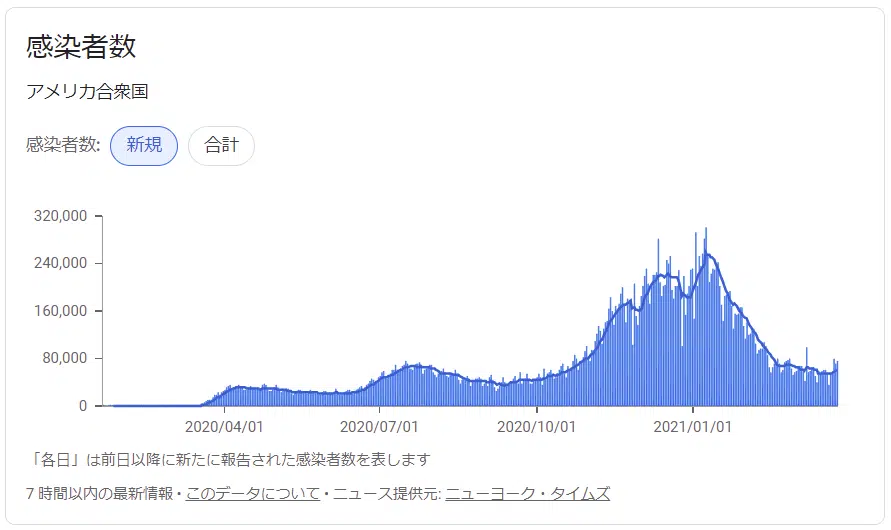 感染者数
アメリカ合衆国
感染者数: 新規 合計
320,000
240,000
160,000
80,000
0
2020/04/01 2020/07/01 2020/10/01 2021/01/01
「各日」は前日以降に新たに報告された感染者数を表します
7 時間以内の最新情報・このデータについて・ニュース提供元: ニューヨーク・タイムズ